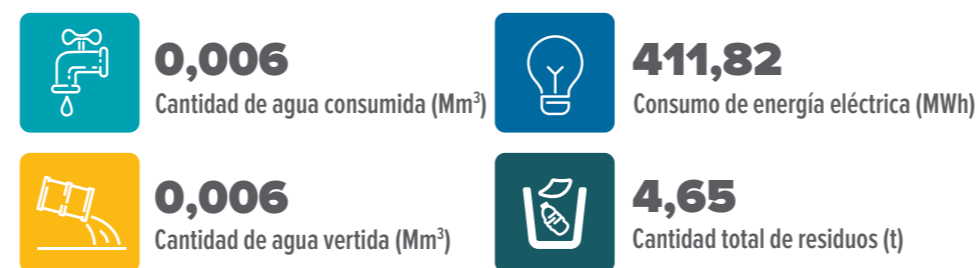 0,006
Cantidad de agua consumida (Mm³)
411,82
Consumo de energía eléctrica (MWh)
0,006
Cantidad de agua vertida (Mm³)
4,65
Cantidad total de residuos (t)